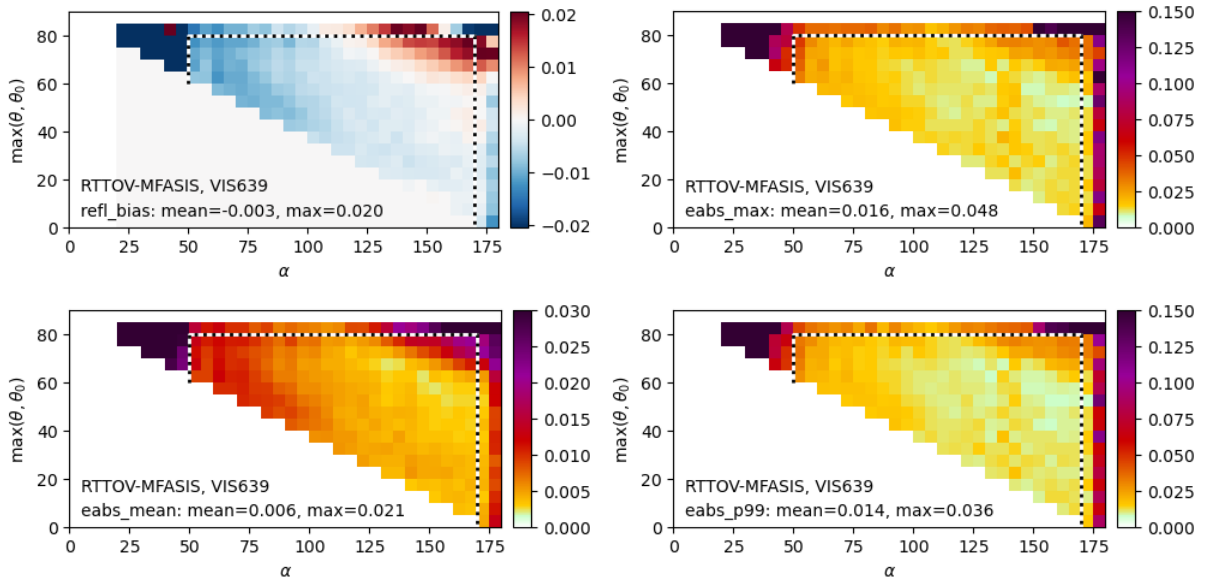 80
60
40
20
0
max(θ, θ0)
0 25 50 75 100 125 150 175
α
RTTOV-MFASIS, VIS639
refl_bias: mean=-0.003, max=0.020
0.02
0.01
0.00
−0.01
−0.02
80
60
40
20
0
max(θ, θ0)
0 25 50 75 100 125 150 175
α
RTTOV-MFASIS, VIS639
eabs_max: mean=0.016, max=0.048
0.150
0.125
0.100
0.075
0.050
0.025
0.000
80
60
40
20
0
max(θ, θ0)
0 25 50 75 100 125 150 175
α
RTTOV-MFASIS, VIS639
eabs_mean: mean=0.006, max=0.021
0.030
0.025
0.020
0.015
0.010
0.005
0.000
80
60
40
20
0
max(θ, θ0)
0 25 50 75 100 125 150 175
α
RTTOV-MFASIS, VIS639
eabs_p99: mean=0.014, max=0.036
0.150
0.125
0.100
0.075
0.050
0.025
0.000